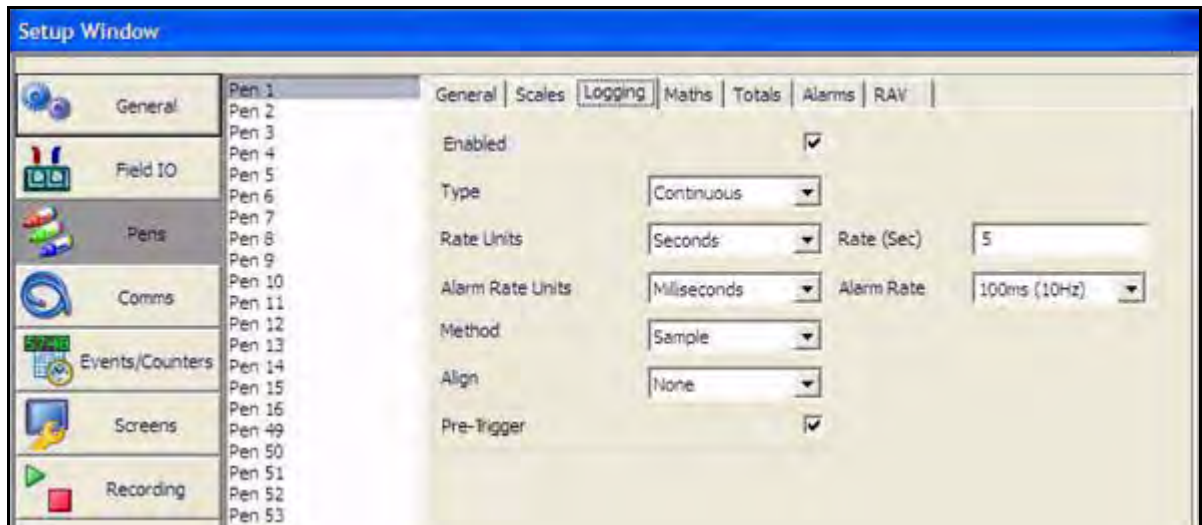 Setup Window
General
Field IO
Pens
Comms
Events/Counters
Screens
Recording
Pen 1
Pen 2
Pen 3
Pen 4
Pen 5
Pen 6
Pen 7
Pen 8
Pen 9
Pen 10
Pen 11
Pen 12
Pen 13
Pen 14
Pen 15
Pen 16
Pen 49
Pen 50
Pen 51
Pen 52
Pen 53
General Scales Logging Maths Totals Alarms RAV
Enabled
Type Continuous
Rate Units Seconds Rate (Sec) 5
Alarm Rate Units Miliseconds Alarm Rate 100ms (10Hz)
Method Sample
Align None
Pre-Trigger